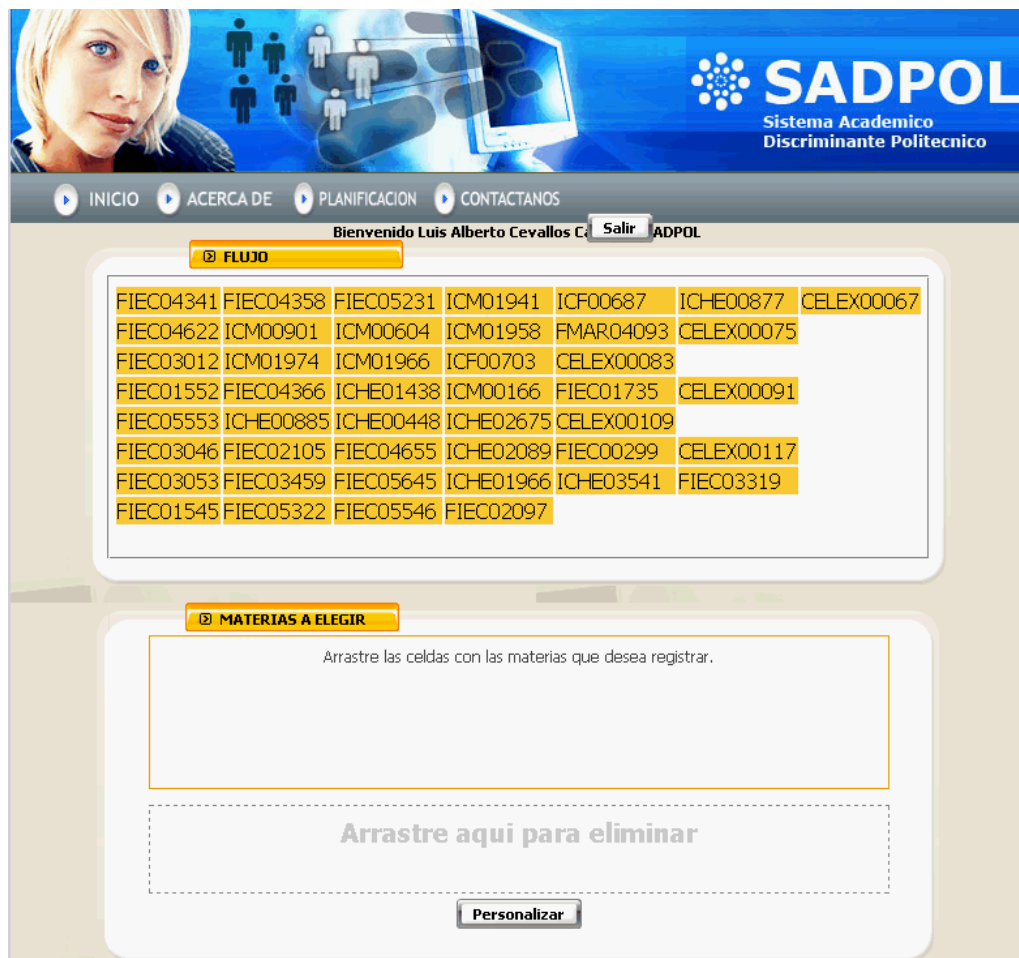 SADPOL
Sistema Academico
Discriminante Politecnico
INICIO ACERCA DE PLANIFICACION CONTACTANOS
Bienvenido Luis Alberto Cevallos Salir ADPOL
FLUJO
FIEC04341 FIEC04358 FIEC05231 ICM01941 ICF00687 ICHE00877 CELEX00067
FIEC04622 ICM00901 ICM00604 ICM01958 FMAR04093 CELEX00075
FIEC03012 ICM01974 ICM01966 ICF00703 CELEX00083
FIEC01552 FIEC04366 ICHE01438 ICM00166 FIEC01735 CELEX00091
FIEC05553 ICHE00885 ICHE00448 ICHE02675 CELEX00109
FIEC03046 FIEC02105 FIEC04655 ICHE02089 FIEC00299 CELEX00117
FIEC03053 FIEC03459 FIEC05645 ICHE01966 ICHE03541 FIEC03319
FIEC01545 FIEC05322 FIEC05546 FIEC02097
MATERIAS A ELEGIR
Arrastre las celdas con las materias que desea registrar.
Arrastre aqui para eliminar
Personalizar